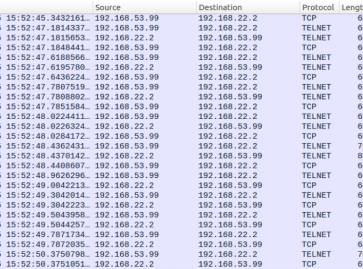 Source Destination Protocol Lengt
15:52:45.3432161… 192.168.53.99 192.168.22.2 TCP 6
15:52:47.1814337… 192.168.53.99 192.168.22.2 TELNET 6
15:52:47.1815653… 192.168.22.2 192.168.53.99 TELNET 6
15:52:47.1848441… 192.168.53.99 192.168.22.2 TCP 6
15:52:47.6188566… 192.168.53.99 192.168.22.2 TELNET 6
15:52:47.6195780… 192.168.22.2 192.168.53.99 TELNET 6
15:52:47.6436224… 192.168.53.99 192.168.22.2 TCP 6
15:52:47.7807519… 192.168.53.99 192.168.22.2 TELNET 6
15:52:47.7808802… 192.168.22.2 192.168.53.99 TELNET 6
15:52:47.7851584… 192.168.53.99 192.168.22.2 TCP 6
15:52:48.0224411… 192.168.53.99 192.168.22.2 TELNET 6
15:52:48.0226324… 192.168.22.2 192.168.53.99 TELNET 6
15:52:48.0284172… 192.168.53.99 192.168.22.2 TCP 6
15:52:48.4362431… 192.168.53.99 192.168.22.2 TELNET 7
15:52:48.4370142… 192.168.22.2 192.168.53.99 TELNET 8
15:52:48.4408607… 192.168.53.99 192.168.22.2 TCP 6
15:52:48.9626296… 192.168.53.99 192.168.22.2 TELNET 6
15:52:49.0042213… 192.168.22.2 192.168.53.99 TCP 6
15:52:49.3042014… 192.168.53.99 192.168.22.2 TELNET 6
15:52:49.3042223… 192.168.22.2 192.168.53.99 TCP 6
15:52:49.5043958… 192.168.53.99 192.168.22.2 TELNET 6
15:52:49.5044257… 192.168.22.2 192.168.53.99 TCP 6
15:52:49.7871734… 192.168.53.99 192.168.22.2 TELNET 6
15:52:49.7872035… 192.168.22.2 192.168.53.99 TCP 6
15:52:50.3750798… 192.168.53.99 192.168.22.2 TELNET 7
15:52:50.3751051… 192.168.22.2 192.168.53.99 TCP 6